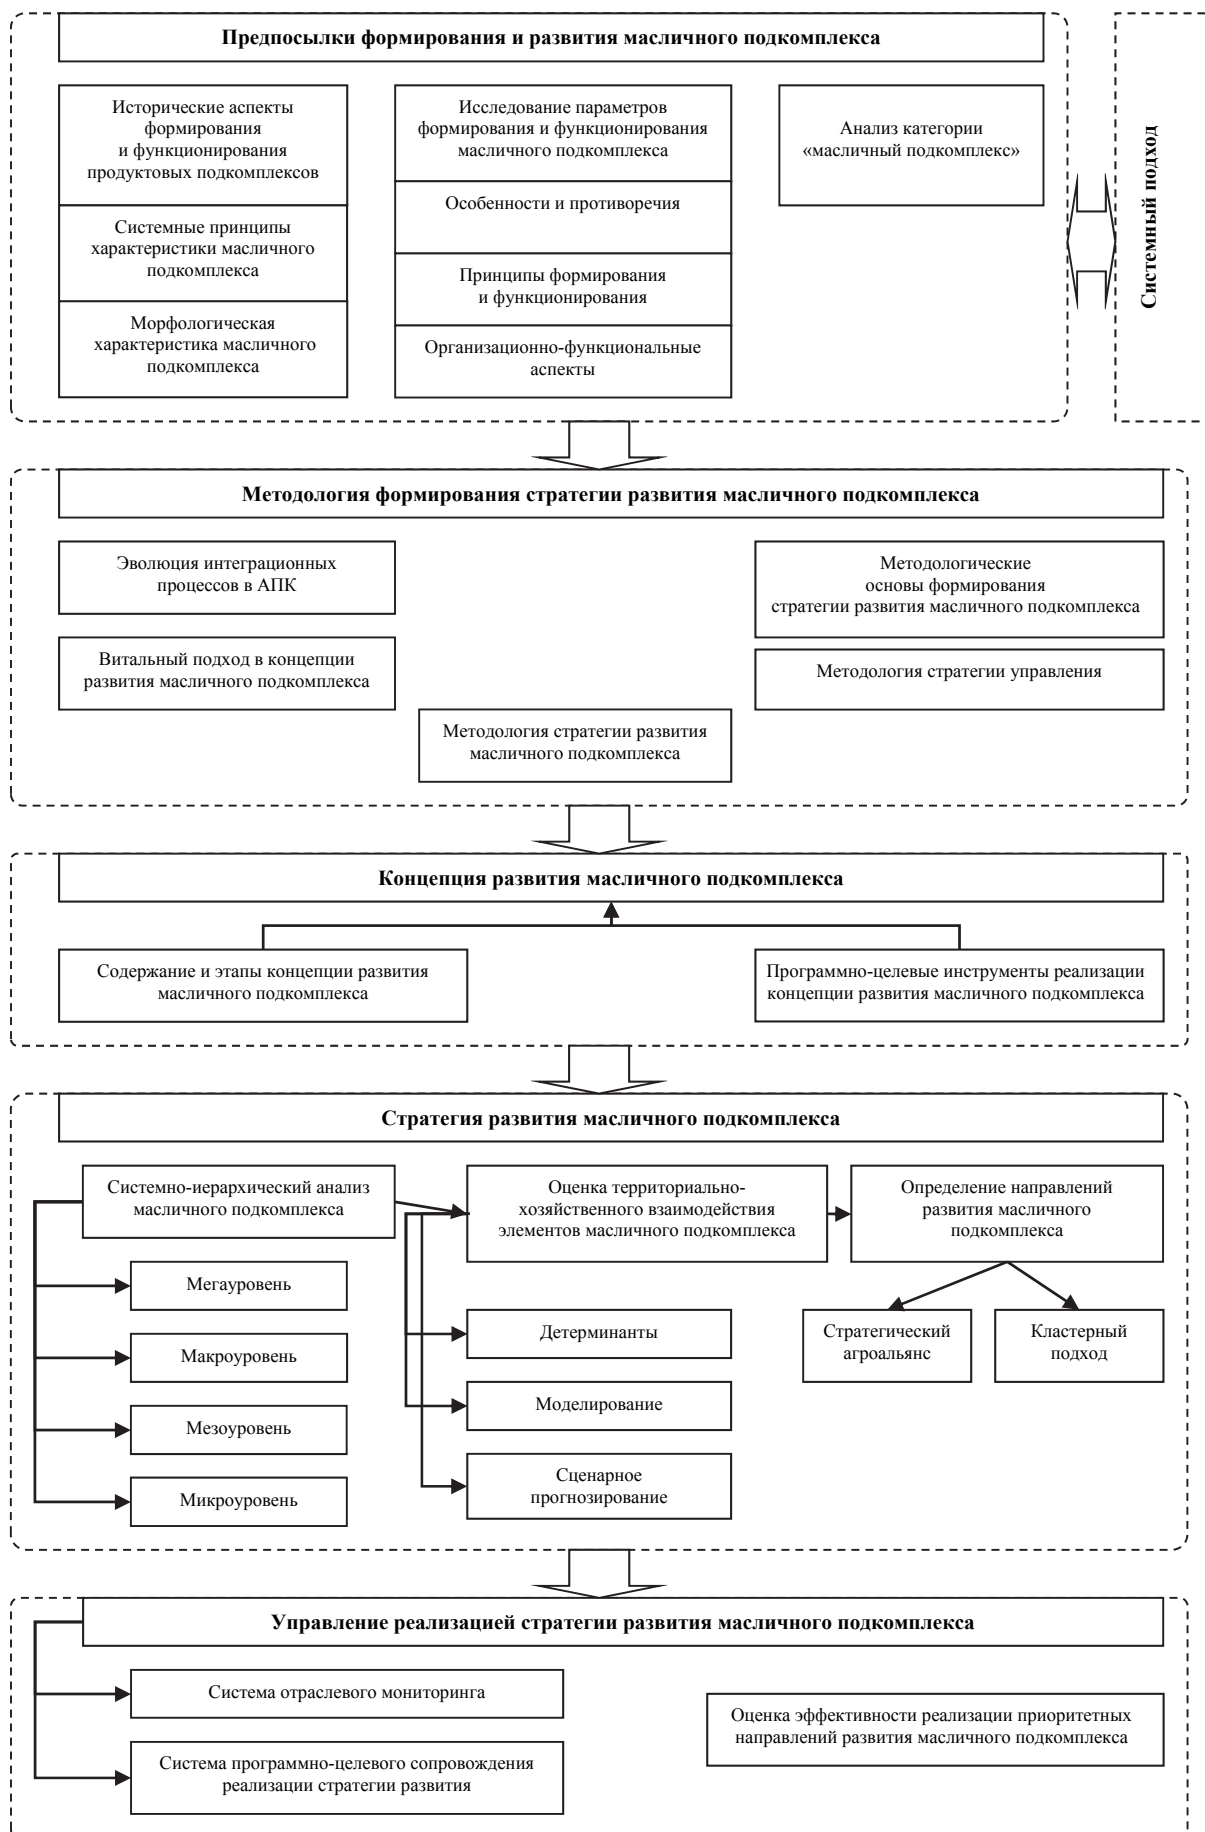 Предпосылки формирования и развития масличного подкомплекса
Исторические аспекты
формирования
и функционирования
продуктовых подкомплексов
Системные принципы
характеристики масличного
подкомплекса
Морфологическая
характеристика масличного
подкомплекса
Исследование параметров
формирования и функционирования
масличного подкомплекса
Особенности и противоречия
Принципы формирования
и функционирования
Организационно-функциональные
аспекты
Анализ категории
«масличный подкомплекс»
Системный подход
Методология формирования стратегии развития масличного подкомплекса
Эволюция интеграционных
процессов в АПК
Витальный подход в концепции
развития масличного подкомплекса
Методология стратегии развития
масличного подкомплекса
Методологические
основы формирования
стратегии развития масличного подкомплекса
Методология стратегии управления
Концепция развития масличного подкомплекса
Содержание и этапы концепции развития
масличного подкомплекса
Программно-целевые инструменты реализации
концепции развития масличного подкомплекса
Стратегия развития масличного подкомплекса
Системно-иерархический анализ
масличного подкомплекса
Мегауровень
Макроуровень
Мезоуровень
Микроуровень
Оценка территориально-
хозяйственного взаимодействия
элементов масличного подкомплекса
Детерминанты
Моделирование
Сценарное
прогнозирование
Определение направлений
развития масличного
подкомплекса
Стратегический
агроальянс
Кластерный
подход
Управление реализацией стратегии развития масличного подкомплекса
Система отраслевого мониторинга
Система программно-целевого сопровождения
реализации стратегии развития
Оценка эффективности реализации приоритетных
направлений развития масличного подкомплекса